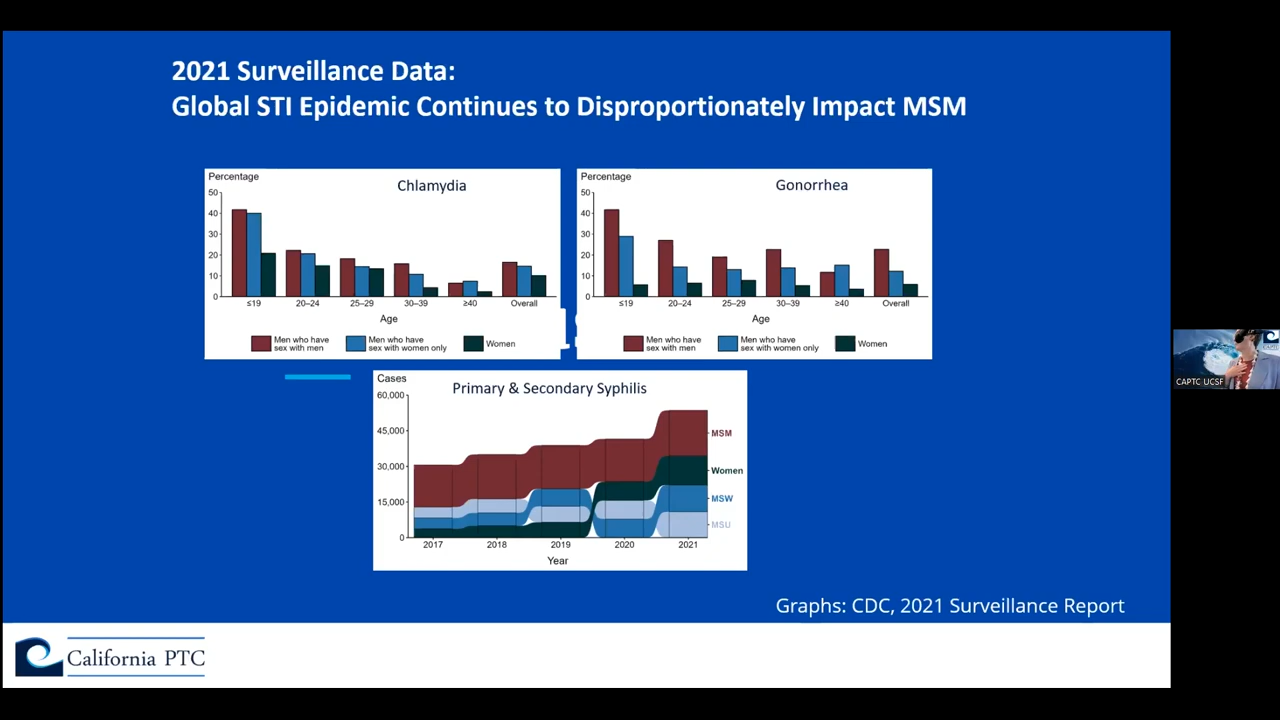 2021 Surveillance Data:
Global STI Epidemic Continues to Disproportionately Impact MSM
Percentage
Chlamydia
50
40
30
20
10
0
≤19 20–24 25–29 30–39 ≥40 Overall
Age
Men who have
sex with men
Men who have
sex with women only
Women
Percentage
Gonorrhea
50
40
30
20
10
0
≤19 20–24 25–29 30–39 ≥40 Overall
Age
Men who have
sex with men
Men who have
sex with women only
Women
Cases
Primary & Secondary Syphilis
60,000
45,000
30,000
15,000
0
MSM
Women
MSW
MSU
2017 2018 2019 2020 2021
Year
Graphs: CDC, 2021 Surveillance Report
California PTC
CAPTC UCSF